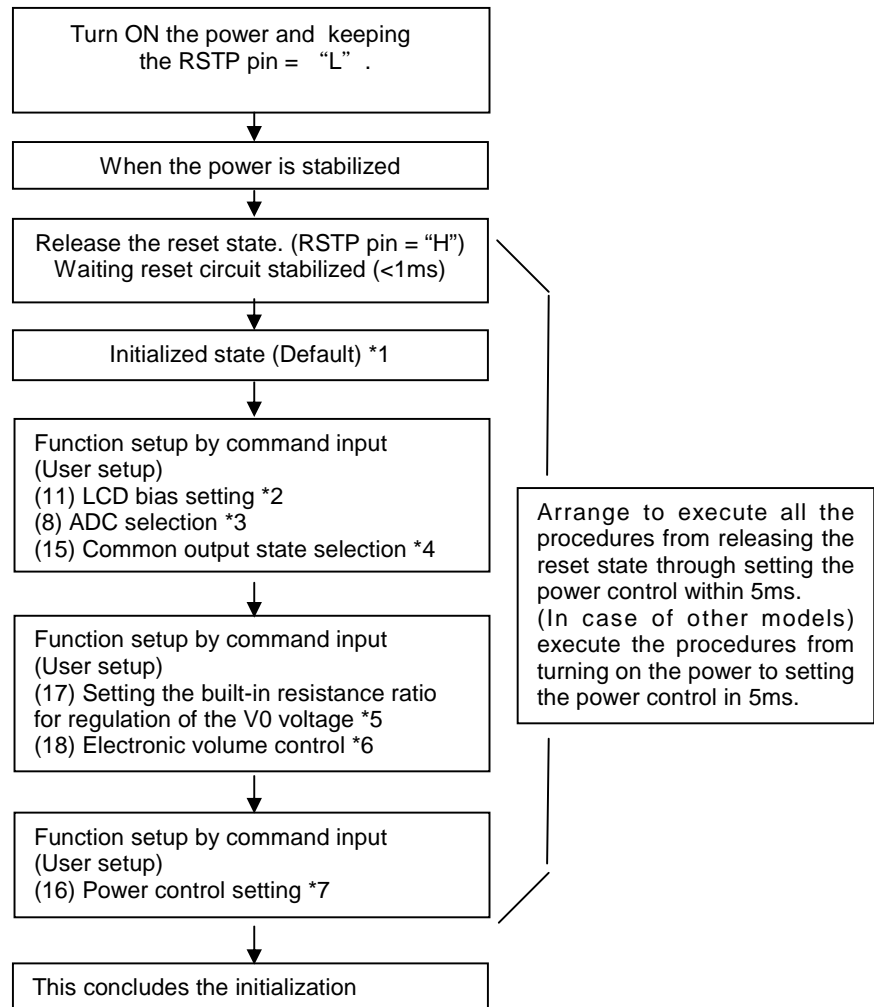 Turn ON the power and keeping
the RSTP pin = “L” .
When the power is stabilized
Release the reset state. (RSTP pin = “H”)
Waiting reset circuit stabilized (<1ms)
Initialized state (Default) *1
Function setup by command input
(User setup)
(11) LCD bias setting *2
(8) ADC selection *3
(15) Common output state selection *4
Arrange to execute all the
procedures from releasing the
reset state through setting the
power control within 5ms.
(In case of other models)
execute the procedures from
turning on the power to setting
the power control in 5ms.
Function setup by command input
(User setup)
(17) Setting the built-in resistance ratio
for regulation of the V0 voltage *5
(18) Electronic volume control *6
Function setup by command input
(User setup)
(16) Power control setting *7
This concludes the initialization